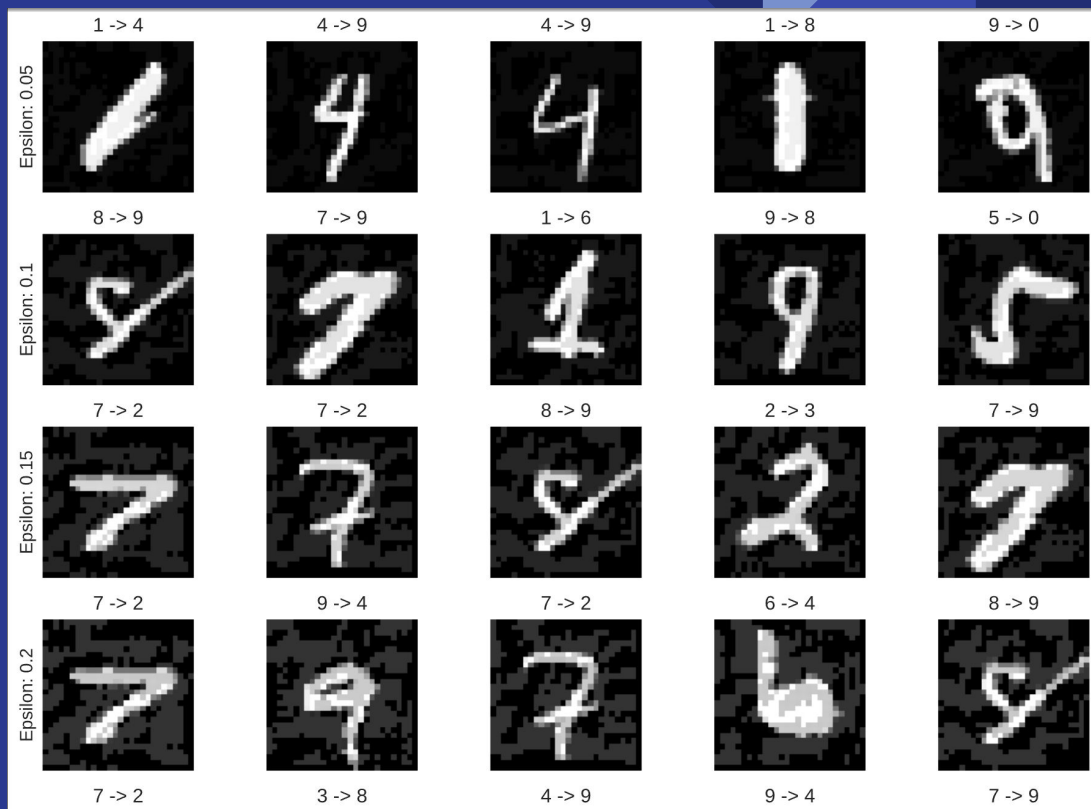 1 -> 4 4 -> 9 4 -> 9 1 -> 8 9 -> 0
Epsilon: 0.05
8 -> 9 7 -> 9 1 -> 6 9 -> 8 5 -> 0
Epsilon: 0.1
7 -> 2 7 -> 2 8 -> 9 2 -> 3 7 -> 9
Epsilon: 0.15
7 -> 2 9 -> 4 7 -> 2 6 -> 4 8 -> 9
Epsilon: 0.2
7 -> 2 3 -> 8 4 -> 9 9 -> 4 7 -> 9